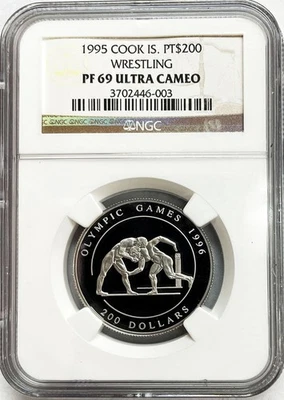 1995 COOK IS. PT$200
WRESTLING
PF 69 ULTRA CAMEO
3702446-003
NGC
OLYMPIC GAMES 1996
200 DOLLARS